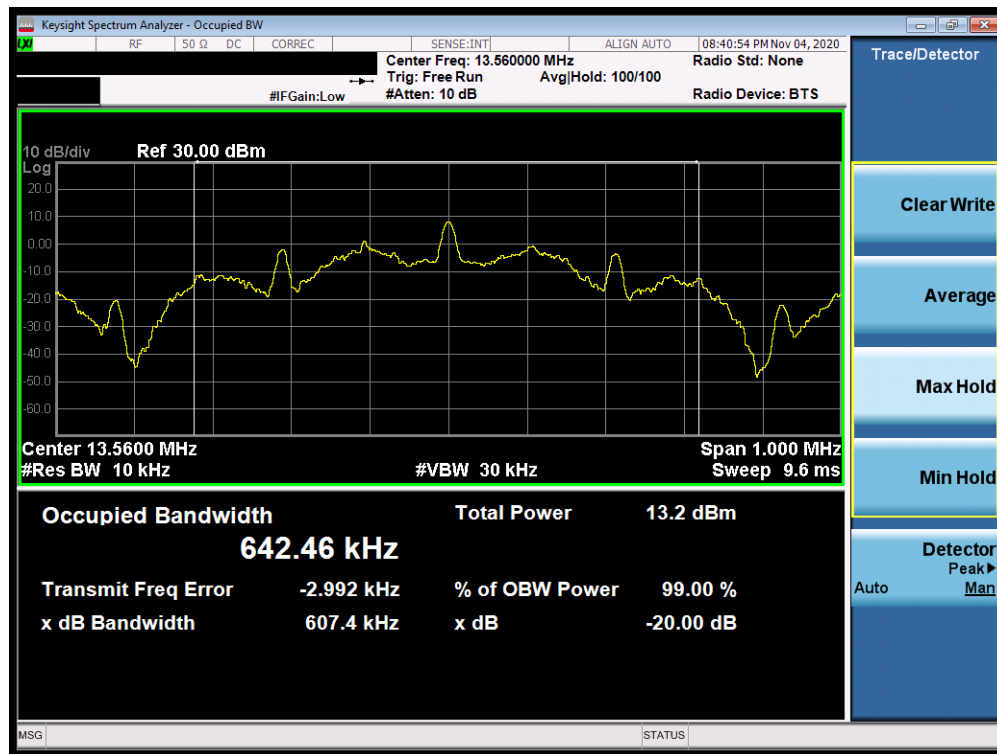 Keysight Spectrum Analyzer - Occupied BW
LXI RF 50 Ω DC CORREC SENSE:INT ALIGN AUTO 08:40:54 PM Nov 04, 2020
Center Freq: 13.560000 MHz Radio Std: None
Trig: Free Run Avg|Hold: 100/100
#IFGain:Low #Atten: 10 dB Radio Device: BTS
10 dB/div Ref 30.00 dBm
Log
20.0
10.0
0.00
-10.0
-20.0
-30.0
-40.0
-50.0
-60.0
Center 13.5600 MHz Span 1.000 MHz
#Res BW 10 kHz #VBW 30 kHz Sweep 9.6 ms
Occupied Bandwidth Total Power 13.2 dBm
642.46 kHz
Transmit Freq Error -2.992 kHz % of OBW Power 99.00 %
x dB Bandwidth 607.4 kHz x dB -20.00 dB
MSG STATUS
Trace/Detector
Clear Write
Average
Max Hold
Min Hold
Detector
Peak▶
Auto Man